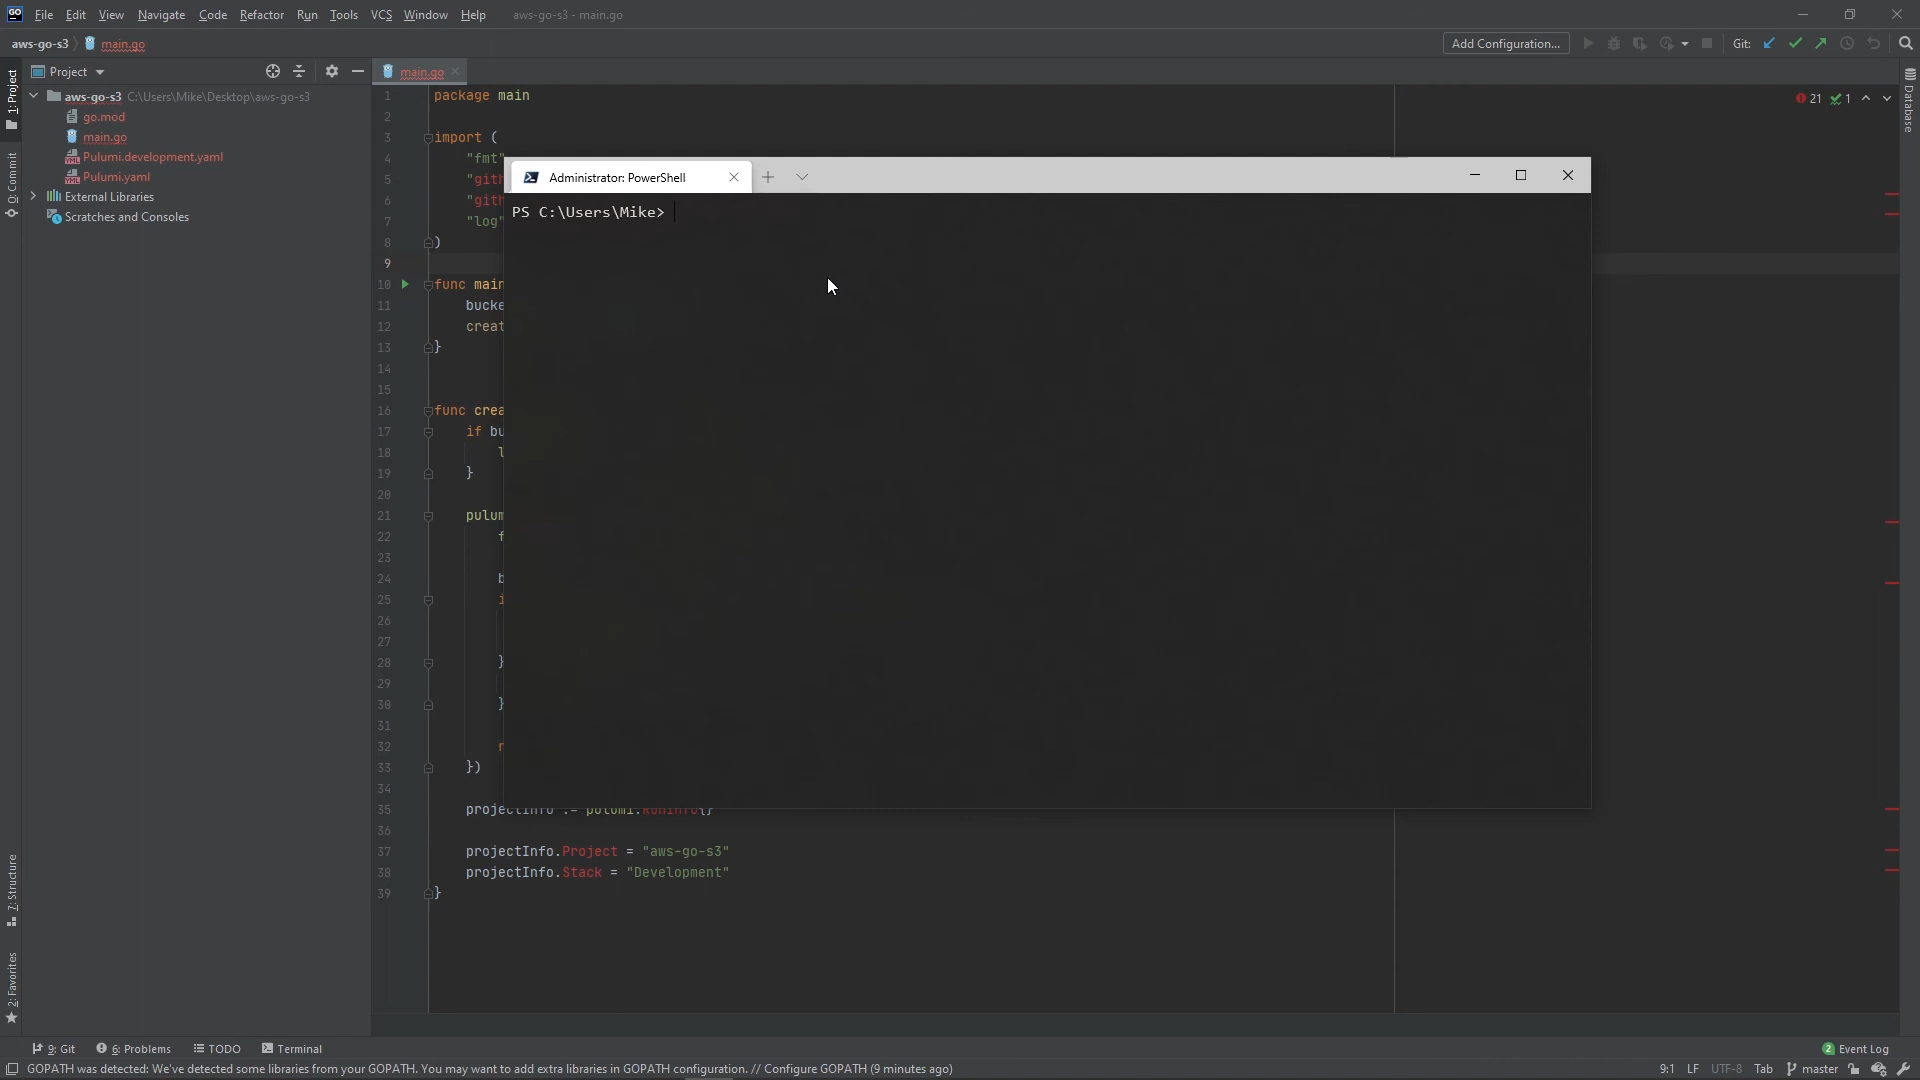 GO File Edit View Navigate Code Refactor Run Tools VCS Window Help aws-go-s3 - main.go
aws-go-s3 main.go Add Configuration... Git:
1: Project
0: Commit
7: Structure
2: Favorites
Project
aws-go-s3 C:\Users\Mike\Desktop\aws-go-s3
go.mod
main.go
Pulumi.development.yaml
Pulumi.yaml
External Libraries
Scratches and Consoles
main.go
1 package main
2
3 import (
4 "fmt"
5 "gith
6 "gith
7 "log"
8 )
9
10 func main
11 bucke
12 creat
13 }
14
15
16 func crea
17 if bu
18 l
19 }
20
21 pulum
22 f
23
24 b
25 i
26
27
28 }
29
30 }
31
32 r
33 })
34
35 projectInfo := pulumi.RunInfo{}
36
37 projectInfo.Project = "aws-go-s3"
38 projectInfo.Stack = "Development"
39 }
21 1
Database
Administrator: PowerShell
PS C:\Users\Mike>
9: Git 6: Problems TODO Terminal 2 Event Log
GOPATH was detected: We've detected some libraries from your GOPATH. You may want to add extra libraries in GOPATH configuration. // Configure GOPATH (9 minutes ago) 9:1 LF UTF-8 Tab master